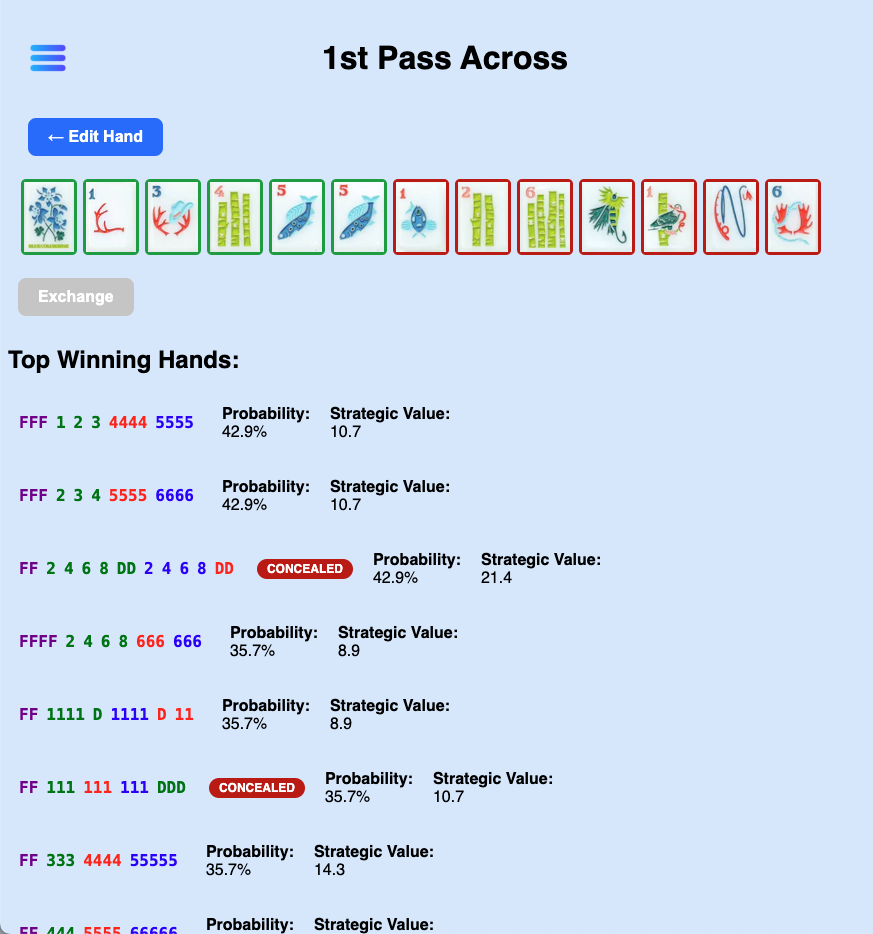 1st Pass Across
← Edit Hand
1 3 4 5 5 1 2 6 1 6
Exchange
Top Winning Hands:
FFF 1 2 3 4444 5555 Probability: Strategic Value:
42.9% 10.7
FFF 2 3 4 5555 6666 Probability: Strategic Value:
42.9% 10.7
FF 2 4 6 8 DD 2 4 6 8 DD CONCEALED Probability: Strategic Value:
42.9% 21.4
FFFF 2 4 6 8 666 666 Probability: Strategic Value:
35.7% 8.9
FF 1111 D 1111 D 11 Probability: Strategic Value:
35.7% 8.9
FF 111 111 111 DDD CONCEALED Probability: Strategic Value:
35.7% 10.7
FF 333 4444 55555 Probability: Strategic Value:
35.7% 14.3
FF 444 5555 66666 Probability: Strategic Value: